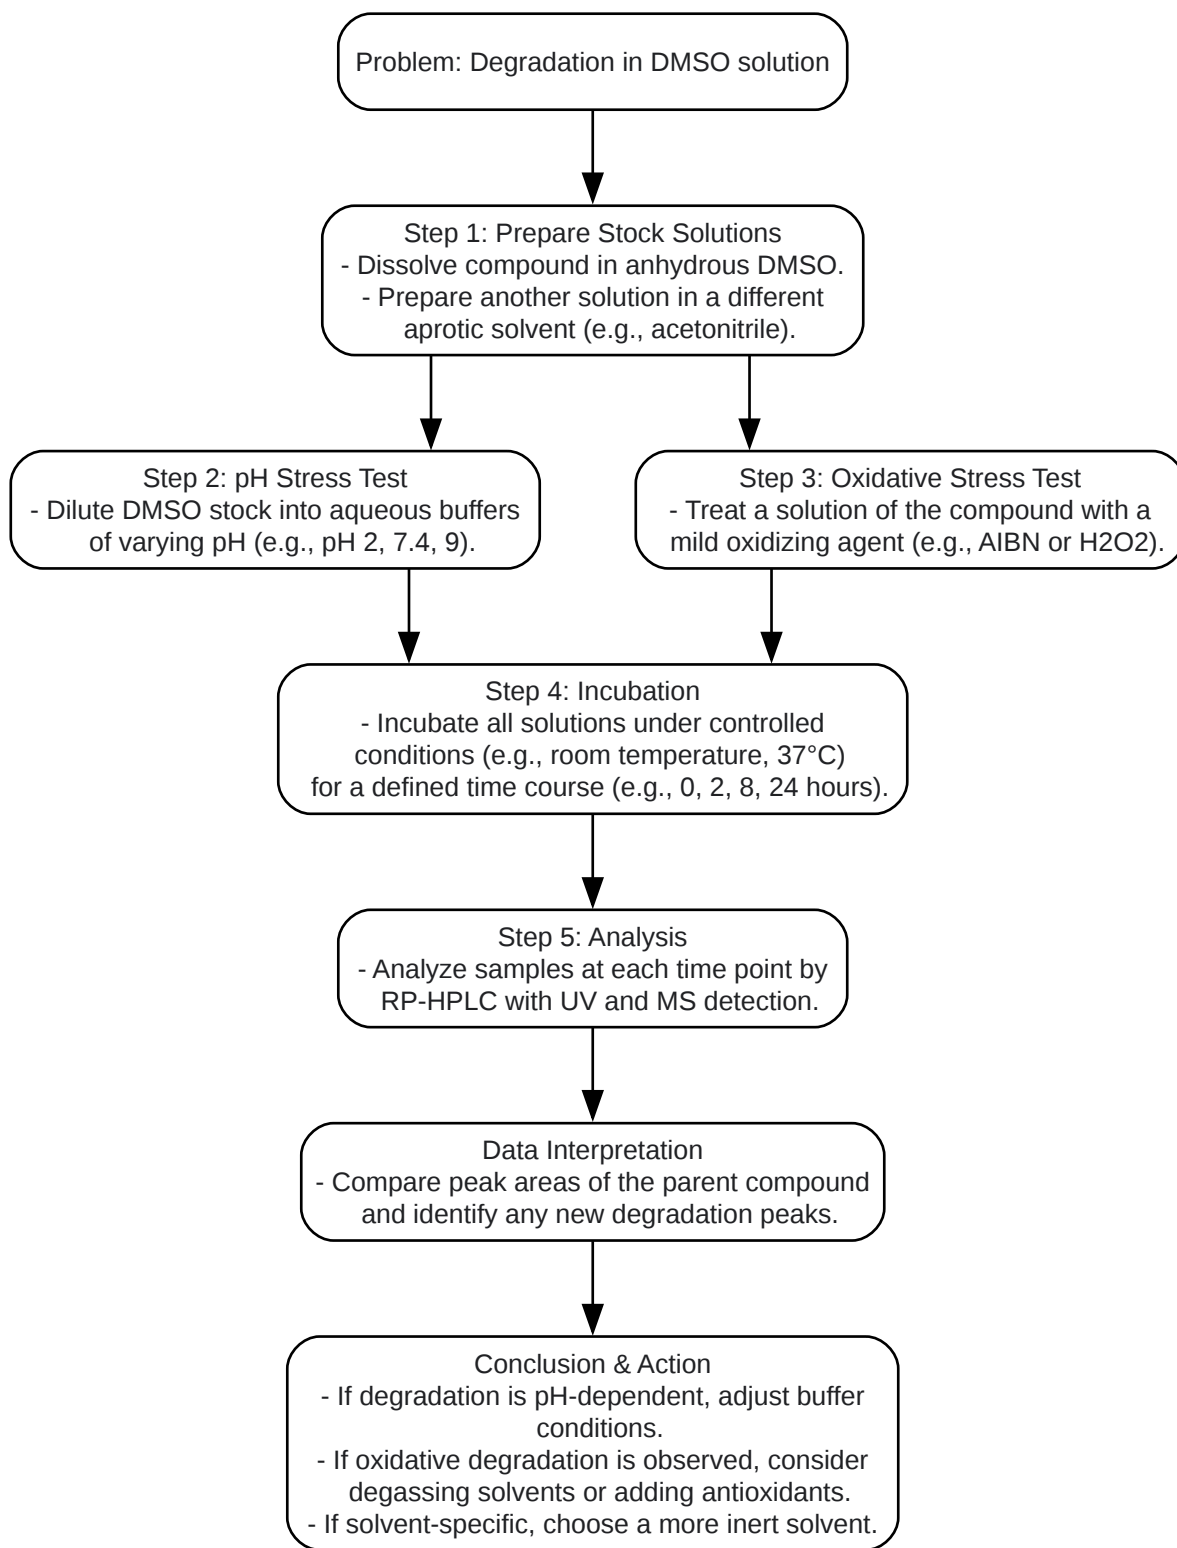 Problem: Degradation in DMSO solution
Step 1: Prepare Stock Solutions
- Dissolve compound in anhydrous DMSO.
- Prepare another solution in a different
aprotic solvent (e.g., acetonitrile).
Step 2: pH Stress Test
- Dilute DMSO stock into aqueous buffers
of varying pH (e.g., pH 2, 7.4, 9).
Step 3: Oxidative Stress Test
- Treat a solution of the compound with a
mild oxidizing agent (e.g., AIBN or H2O2).
Step 4: Incubation
- Incubate all solutions under controlled
conditions (e.g., room temperature, 37°C)
for a defined time course (e.g., 0, 2, 8, 24 hours).
Step 5: Analysis
- Analyze samples at each time point by
RP-HPLC with UV and MS detection.
Data Interpretation
- Compare peak areas of the parent compound
and identify any new degradation peaks.
Conclusion & Action
- If degradation is pH-dependent, adjust buffer
conditions.
- If oxidative degradation is observed, consider
degassing solvents or adding antioxidants.
- If solvent-specific, choose a more inert solvent.